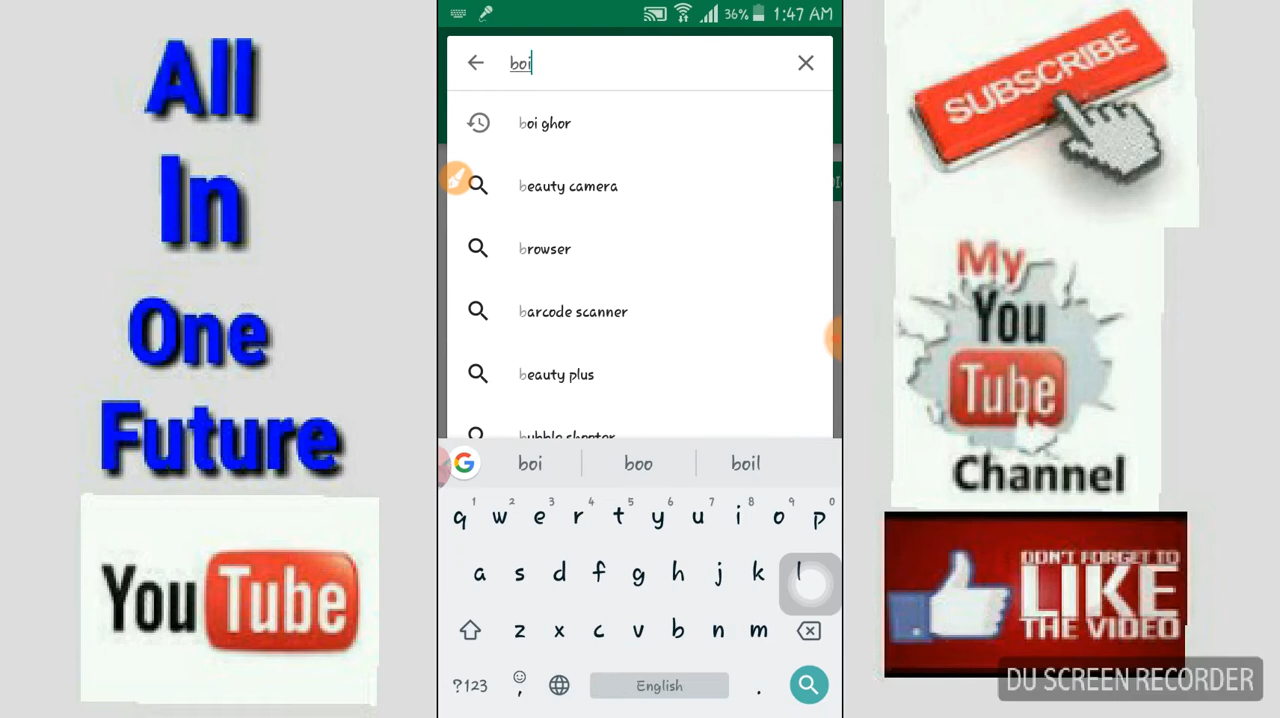 All
In
One
Future
You Tube
36% 1:47 AM
boi
boi ghor
beauty camera
browser
barcode scanner
beauty plus
bubble shooter
boi boo boil
1 2 3 4 5 6 7 8 9 0
q w e r t y u i o p
a s d f g h j k l
z x c v b n m
?123 , English .
SUBSCRIBE
My
You
Tube
Channel
DON'T FORGET TO
LIKE
THE VIDEO
DU SCREEN RECORDER